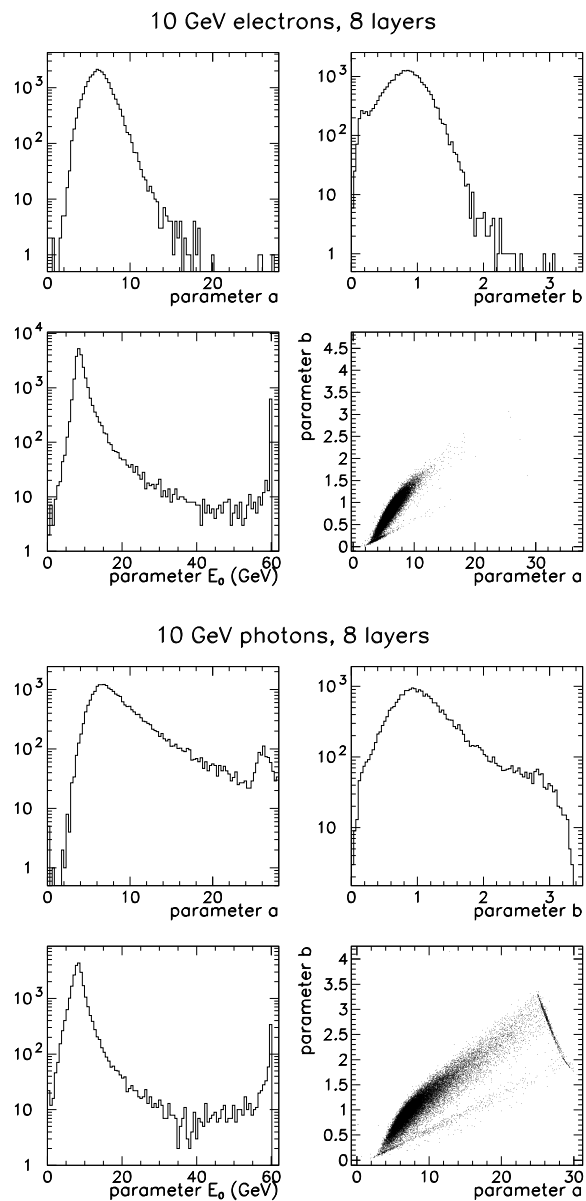 10 GeV electrons, 8 layers
10³
10²
10
1
0 10 20
parameter a
10³
10²
10
1
0 1 2 3
parameter b
10⁴
10³
10²
10
1
0 20 40 60
parameter E₀ (GeV)
parameter b
4.5
4
3.5
3
2.5
2
1.5
1
0.5
0
0 10 20 30
parameter a
10 GeV photons, 8 layers
10³
10²
10
1
0 10 20
parameter a
10³
10²
10
0 1 2 3
parameter b
10³
10²
10
1
0 20 40 60
parameter E₀ (GeV)
parameter b
4
3.5
3
2.5
2
1.5
1
0.5
0
0 10 20 30
parameter a